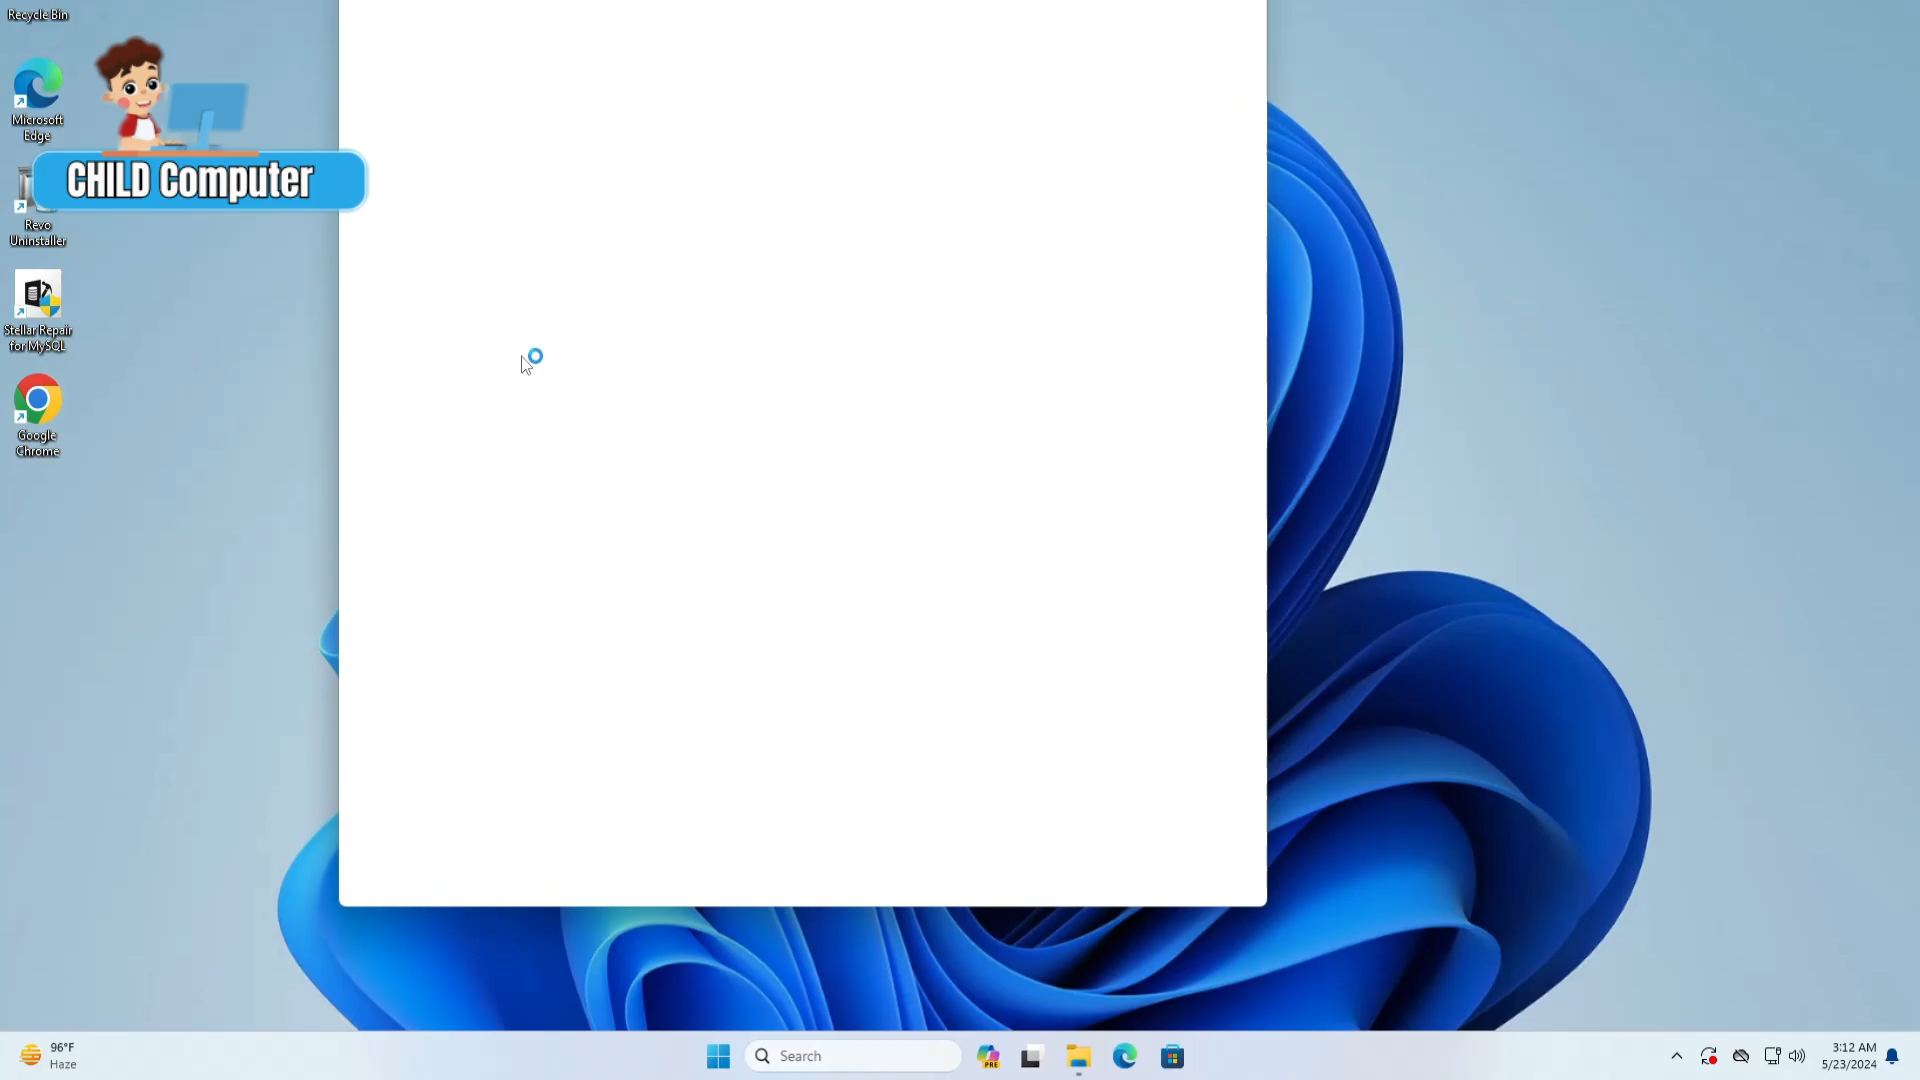 Recycle Bin
Microsoft
Edge
CHILD Computer
Revo
Uninstaller
Stellar Repair
for MySQL
Google
Chrome
96°F
Haze
Search
PRE
3:12 AM
5/23/2024